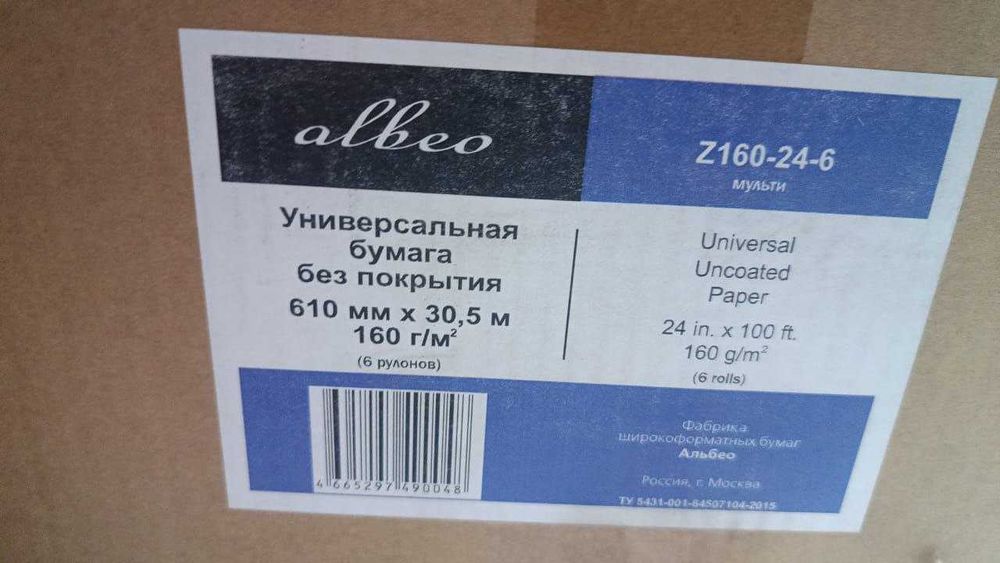 albeo
Z160-24-6
мульти
Универсальная
бумага
без покрытия
610 мм x 30,5 м
160 г/м²
(6 рулонов)
Universal
Uncoated
Paper
24 in. x 100 ft.
160 g/m²
(6 rolls)
4 665297 490048
Фабрика
широкоформатных бумаг
Альбео
Россия, г. Москва
ТУ 5431-001-64507104-2015